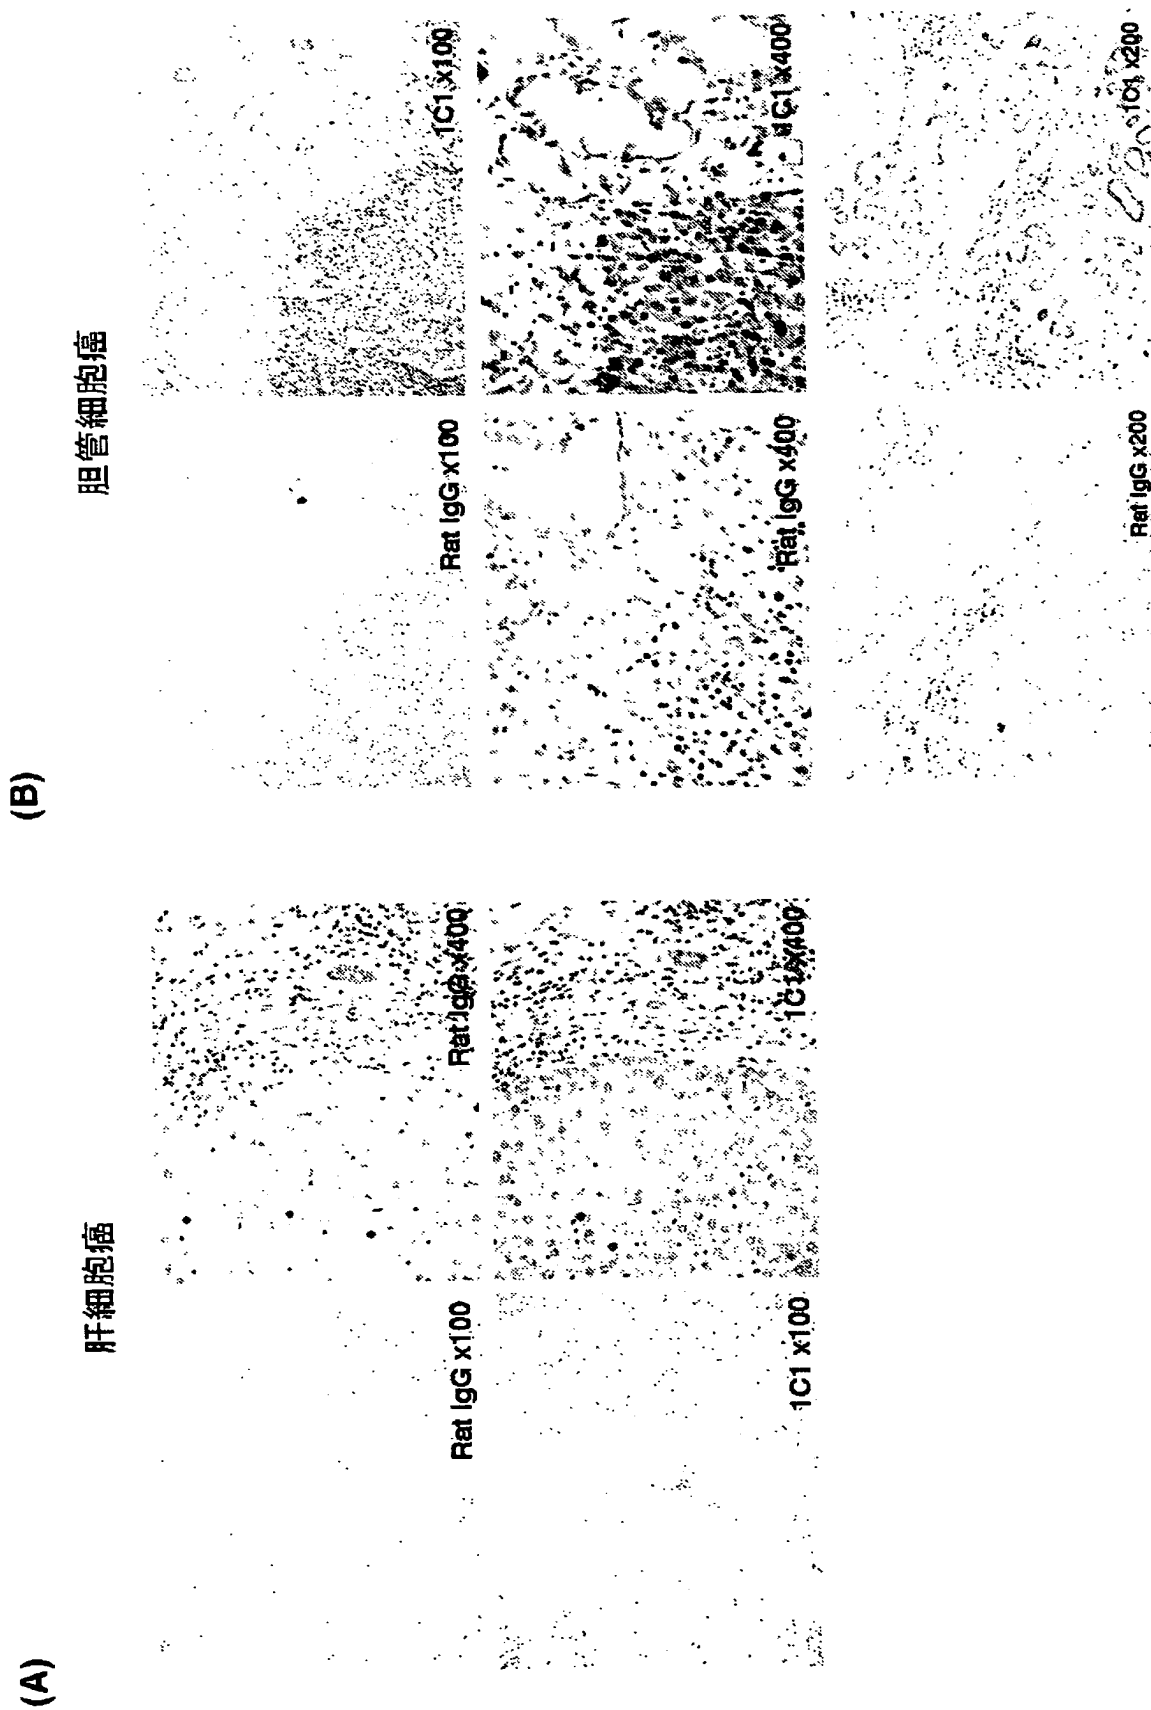 (A)
肝細胞癌
Rat IgG x100
Rat IgG x400
1C1 x100
1C1 x400
(B)
胆管細胞癌
Rat IgG x100
1C1 x100
Rat IgG x400
1C1 x400
Rat IgG x200
1C1 x200